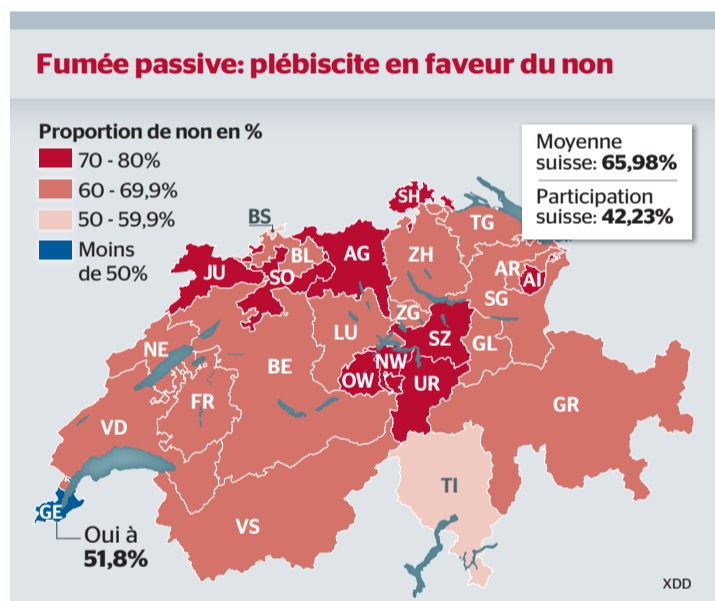 Fumée passive: plébiscite en faveur du non
Proportion de non en %
70 - 80%
60 - 69,9%
50 - 59,9%
Moins
de 50%
Moyenne
suisse: 65,98%
Participation
suisse: 42,23%
SH
BS
TG
BL
AG
ZH
JU
SO
AR
AI
SG
ZG
LU
SZ
NE
GL
NW
BE
OW
UR
FR
GR
VD
TI
GE
VS
Oui à
51,8%
XDD